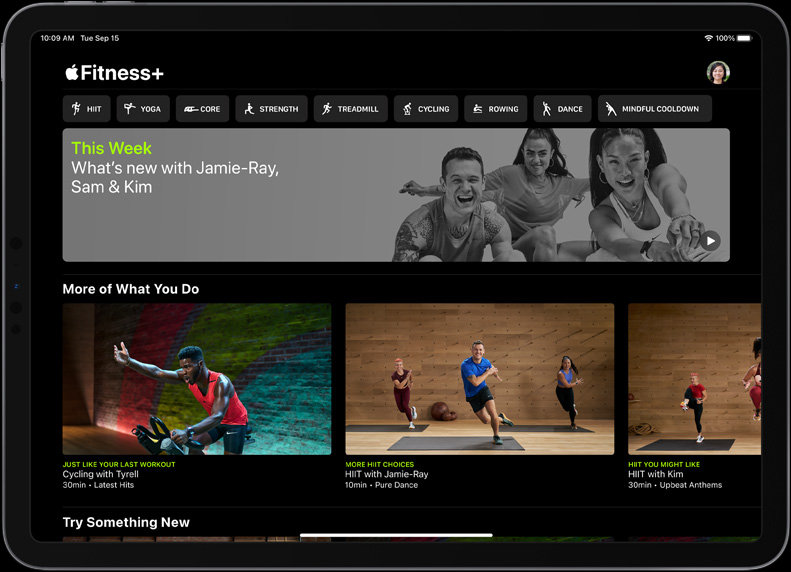 10:09 AM Tue Sep 15
100%
Fitness+
HIIT
YOGA
CORE
STRENGTH
TREADMILL
CYCLING
ROWING
DANCE
MINDFUL COOLDOWN
This Week
What's new with Jamie-Ray,
Sam & Kim
More of What You Do
JUST LIKE YOUR LAST WORKOUT
Cycling with Tyrell
30min • Latest Hits
MORE HIIT CHOICES
HIIT with Jamie-Ray
10min • Pure Dance
HIIT YOU MIGHT LIKE
HIIT with Kim
30min • Upbeat Anthems
Try Something New